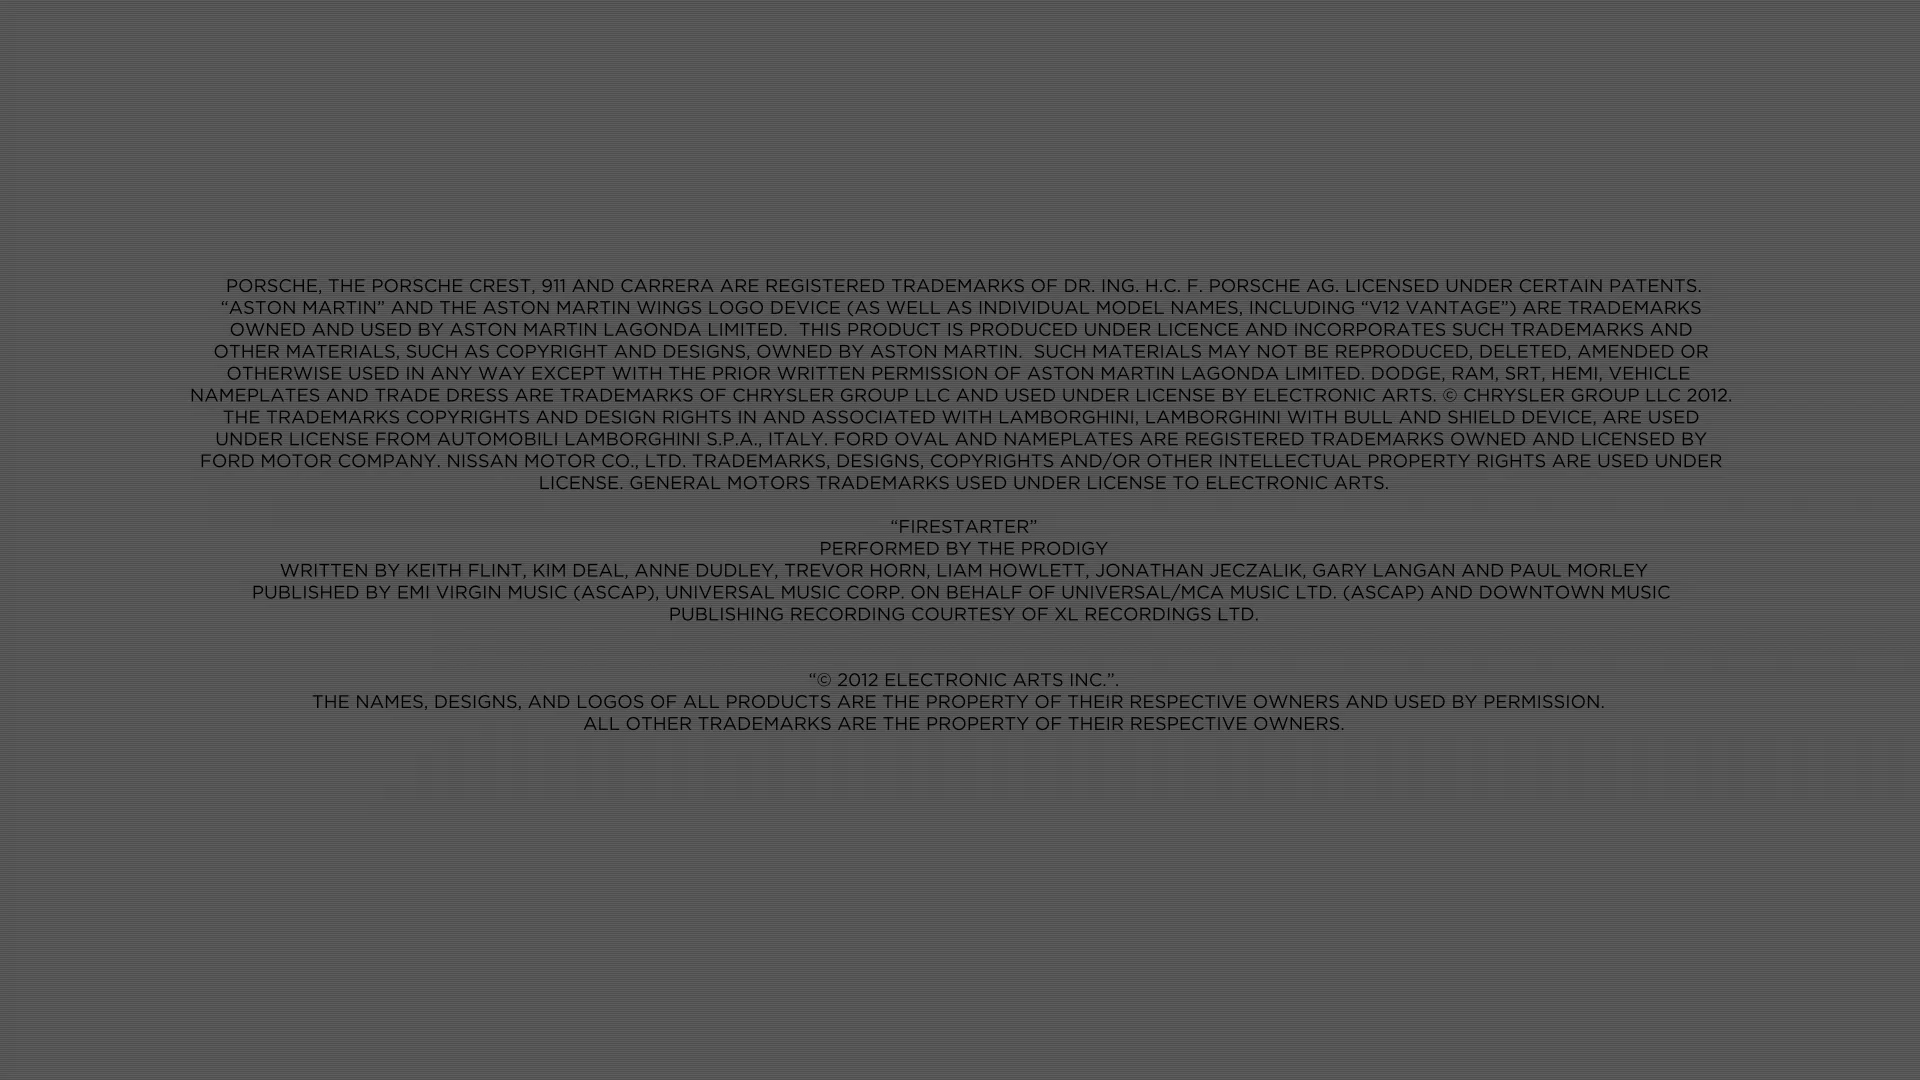 PORSCHE, THE PORSCHE CREST, 911 AND CARRERA ARE REGISTERED TRADEMARKS OF DR. ING. H.C. F. PORSCHE AG. LICENSED UNDER CERTAIN PATENTS.
“ASTON MARTIN” AND THE ASTON MARTIN WINGS LOGO DEVICE (AS WELL AS INDIVIDUAL MODEL NAMES, INCLUDING “V12 VANTAGE”) ARE TRADEMARKS
OWNED AND USED BY ASTON MARTIN LAGONDA LIMITED.  THIS PRODUCT IS PRODUCED UNDER LICENCE AND INCORPORATES SUCH TRADEMARKS AND
OTHER MATERIALS, SUCH AS COPYRIGHT AND DESIGNS, OWNED BY ASTON MARTIN.  SUCH MATERIALS MAY NOT BE REPRODUCED, DELETED, AMENDED OR
OTHERWISE USED IN ANY WAY EXCEPT WITH THE PRIOR WRITTEN PERMISSION OF ASTON MARTIN LAGONDA LIMITED. DODGE, RAM, SRT, HEMI, VEHICLE
NAMEPLATES AND TRADE DRESS ARE TRADEMARKS OF CHRYSLER GROUP LLC AND USED UNDER LICENSE BY ELECTRONIC ARTS. © CHRYSLER GROUP LLC 2012.
THE TRADEMARKS COPYRIGHTS AND DESIGN RIGHTS IN AND ASSOCIATED WITH LAMBORGHINI, LAMBORGHINI WITH BULL AND SHIELD DEVICE, ARE USED
UNDER LICENSE FROM AUTOMOBILI LAMBORGHINI S.P.A., ITALY. FORD OVAL AND NAMEPLATES ARE REGISTERED TRADEMARKS OWNED AND LICENSED BY
FORD MOTOR COMPANY. NISSAN MOTOR CO., LTD. TRADEMARKS, DESIGNS, COPYRIGHTS AND/OR OTHER INTELLECTUAL PROPERTY RIGHTS ARE USED UNDER
LICENSE. GENERAL MOTORS TRADEMARKS USED UNDER LICENSE TO ELECTRONIC ARTS.
“FIRESTARTER”
PERFORMED BY THE PRODIGY
WRITTEN BY KEITH FLINT, KIM DEAL, ANNE DUDLEY, TREVOR HORN, LIAM HOWLETT, JONATHAN JECZALIK, GARY LANGAN AND PAUL MORLEY
PUBLISHED BY EMI VIRGIN MUSIC (ASCAP), UNIVERSAL MUSIC CORP. ON BEHALF OF UNIVERSAL/MCA MUSIC LTD. (ASCAP) AND DOWNTOWN MUSIC
PUBLISHING RECORDING COURTESY OF XL RECORDINGS LTD.
“© 2012 ELECTRONIC ARTS INC.”.
THE NAMES, DESIGNS, AND LOGOS OF ALL PRODUCTS ARE THE PROPERTY OF THEIR RESPECTIVE OWNERS AND USED BY PERMISSION.
ALL OTHER TRADEMARKS ARE THE PROPERTY OF THEIR RESPECTIVE OWNERS.